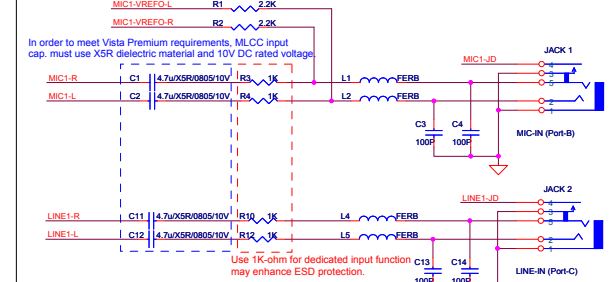 MIC1-VREFO-L R1 2.2K
MIC1-VREFO-R R2 2.2K
In order to meet Vista Premium requirements, MLCC input
cap. must use X5R dielectric material and 10V DC rated voltage.
JACK 1
MIC1-JD 4
3
MIC1-R C1 4.7u/X5R/0805/10V R3 1K L1 FERB 5
MIC1-L C2 4.7u/X5R/0805/10V R4 1K L2 FERB 2
1
C3 C4
100P 100P
MIC-IN (Port-B)
JACK 2
LINE1-JD 4
3
LINE1-R C11 4.7u/X5R/0805/10V R10 1K L4 FERB 5
LINE1-L C12 4.7u/X5R/0805/10V R12 1K L5 FERB 2
1
Use 1K-ohm for dedicated input function
may enhance ESD protection.
C13 C14
100P 100P
LINE-IN (Port-C)